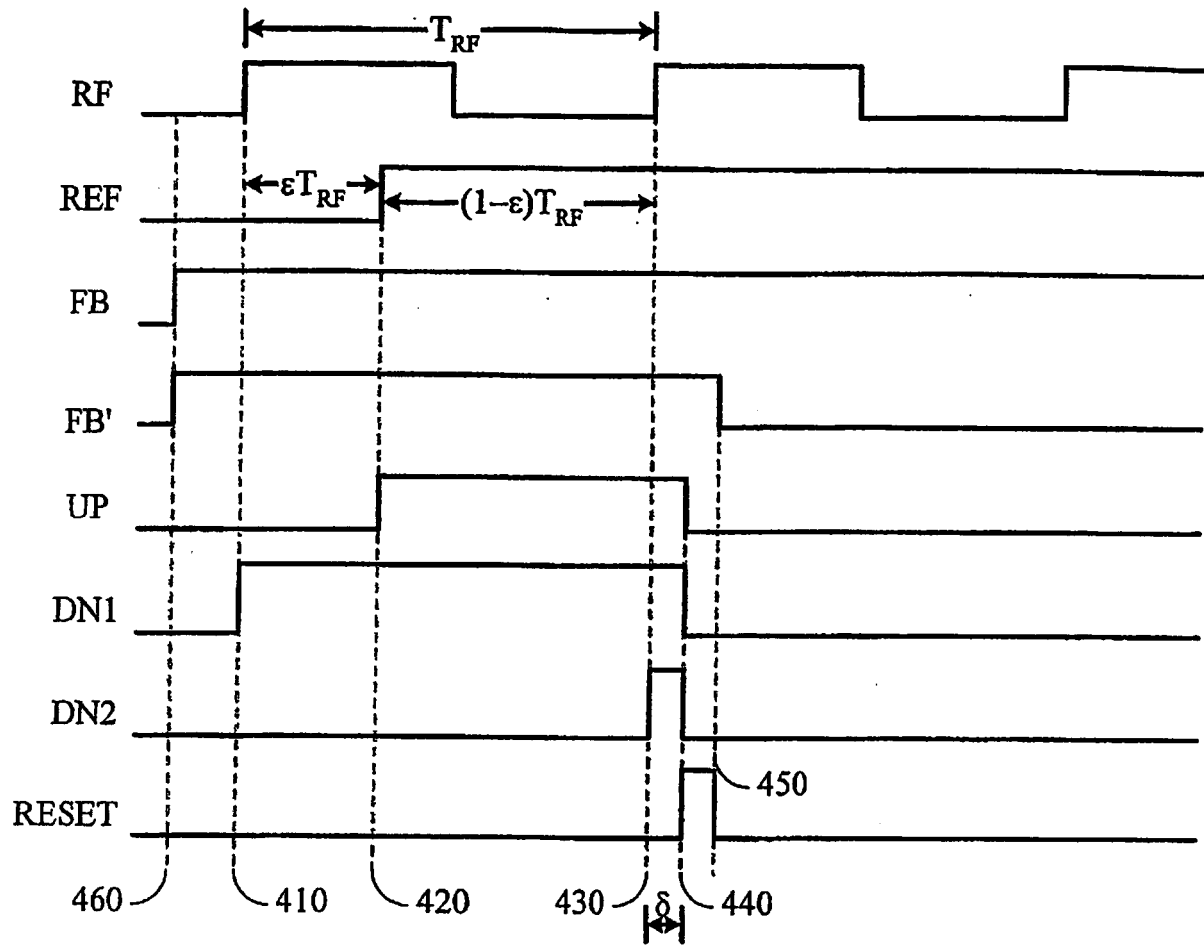 T_RF
RF
REF
εT_RF
(1−ε)T_RF
FB
FB'
UP
DN1
DN2
450
RESET
460
410
420
430
δ
440